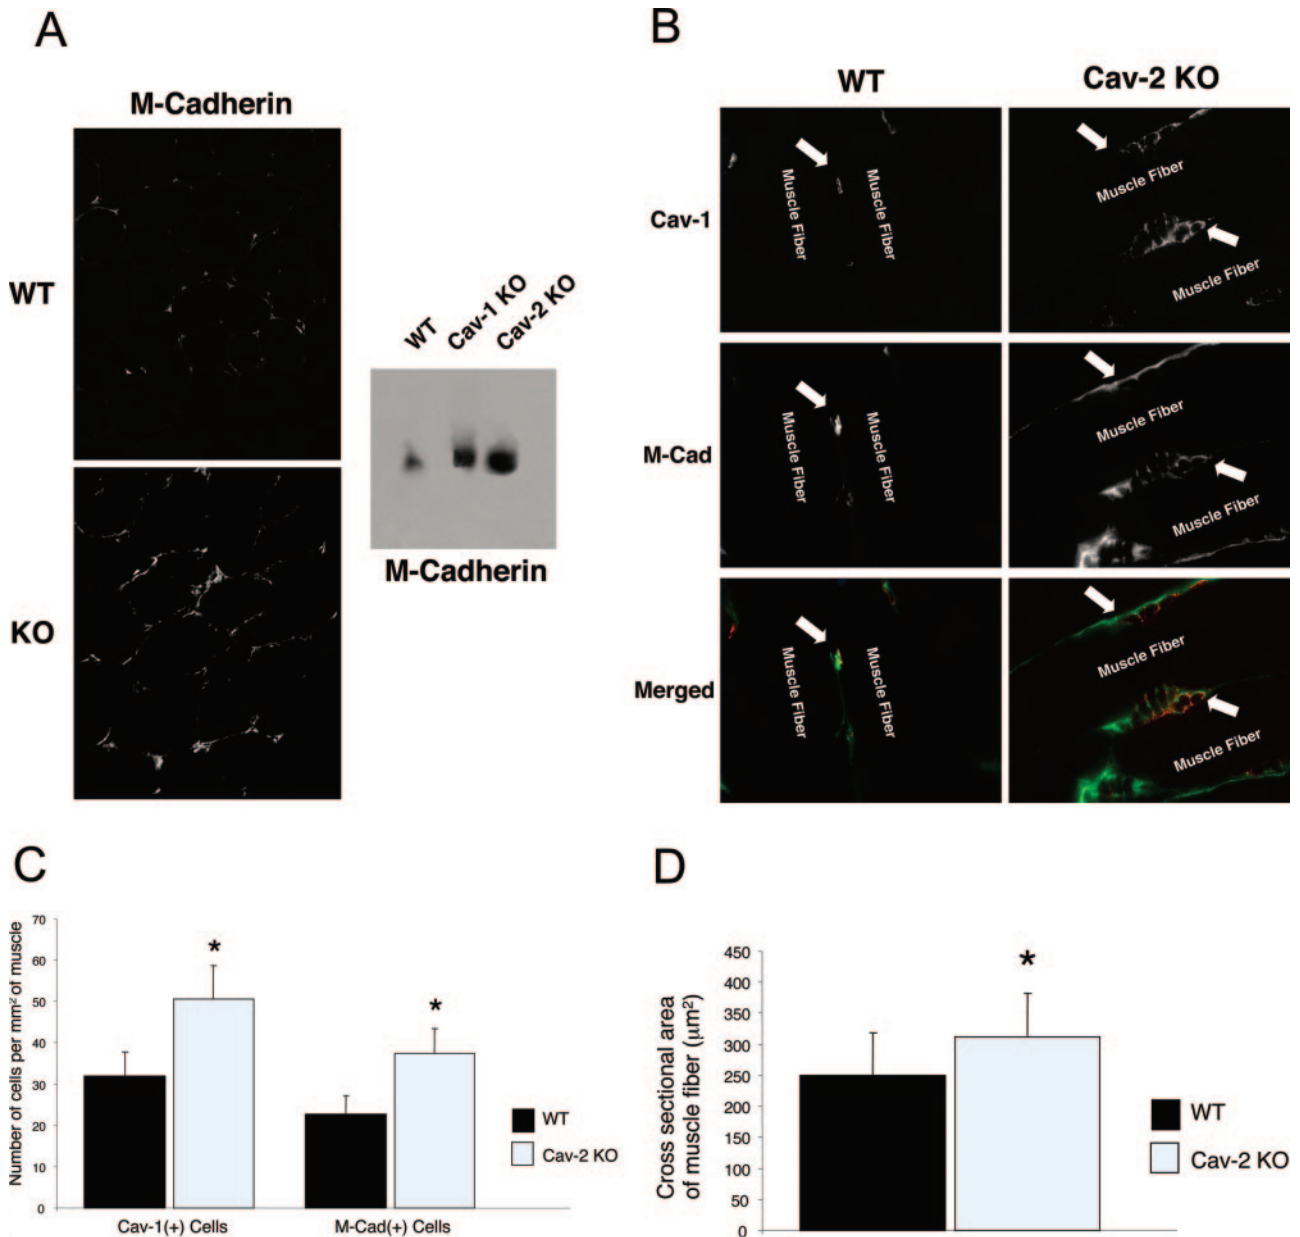 A
M-Cadherin
WT
KO
WT
Cav-1 KO
Cav-2 KO
M-Cadherin
B
WT
Cav-2 KO
Cav-1
Muscle Fiber
Muscle Fiber
Muscle Fiber
Muscle Fiber
M-Cad
Muscle Fiber
Muscle Fiber
Muscle Fiber
Muscle Fiber
Merged
Muscle Fiber
Muscle Fiber
Muscle Fiber
Muscle Fiber
C
Number of cells per mm² of muscle
70
60
50
40
30
20
10
0
*
*
Cav-1(+) Cells
M-Cad(+) Cells
WT
Cav-2 KO
D
Cross sectional area
of muscle fiber (μm²)
450
400
350
300
250
200
150
100
50
0
*
WT
Cav-2 KO